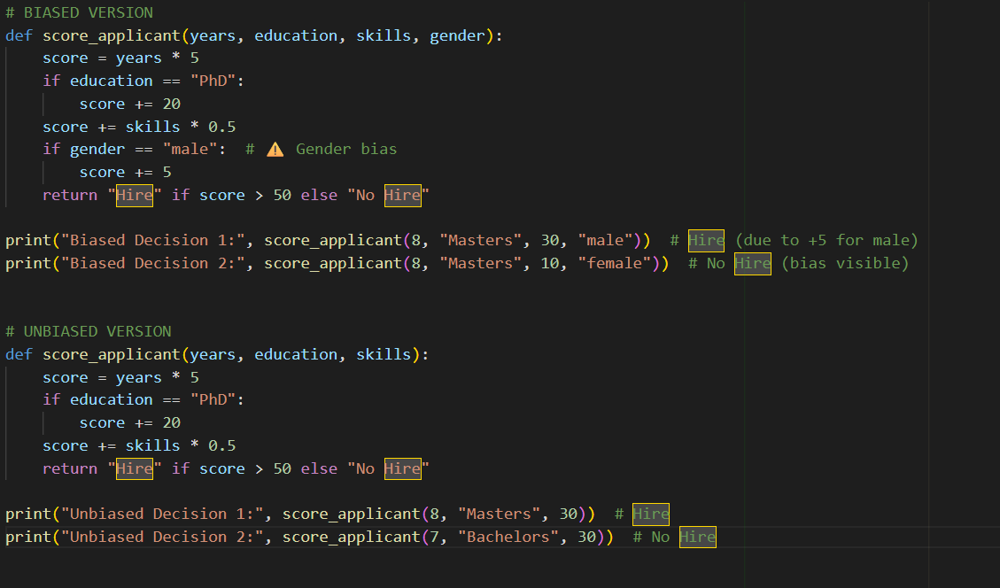 # BIASED VERSION
def score_applicant(years, education, skills, gender):
    score = years * 5
    if education == "PhD":
        score += 20
    score += skills * 0.5
    if gender == "male":  # ⚠️ Gender bias
        score += 5
    return "Hire" if score > 50 else "No Hire"
print("Biased Decision 1:", score_applicant(8, "Masters", 30, "male"))  # Hire (due to +5 for male)
print("Biased Decision 2:", score_applicant(8, "Masters", 10, "female"))  # No Hire (bias visible)
# UNBIASED VERSION
def score_applicant(years, education, skills):
    score = years * 5
    if education == "PhD":
        score += 20
    score += skills * 0.5
    return "Hire" if score > 50 else "No Hire"
print("Unbiased Decision 1:", score_applicant(8, "Masters", 30))  # Hire
print("Unbiased Decision 2:", score_applicant(7, "Bachelors", 30))  # No Hire